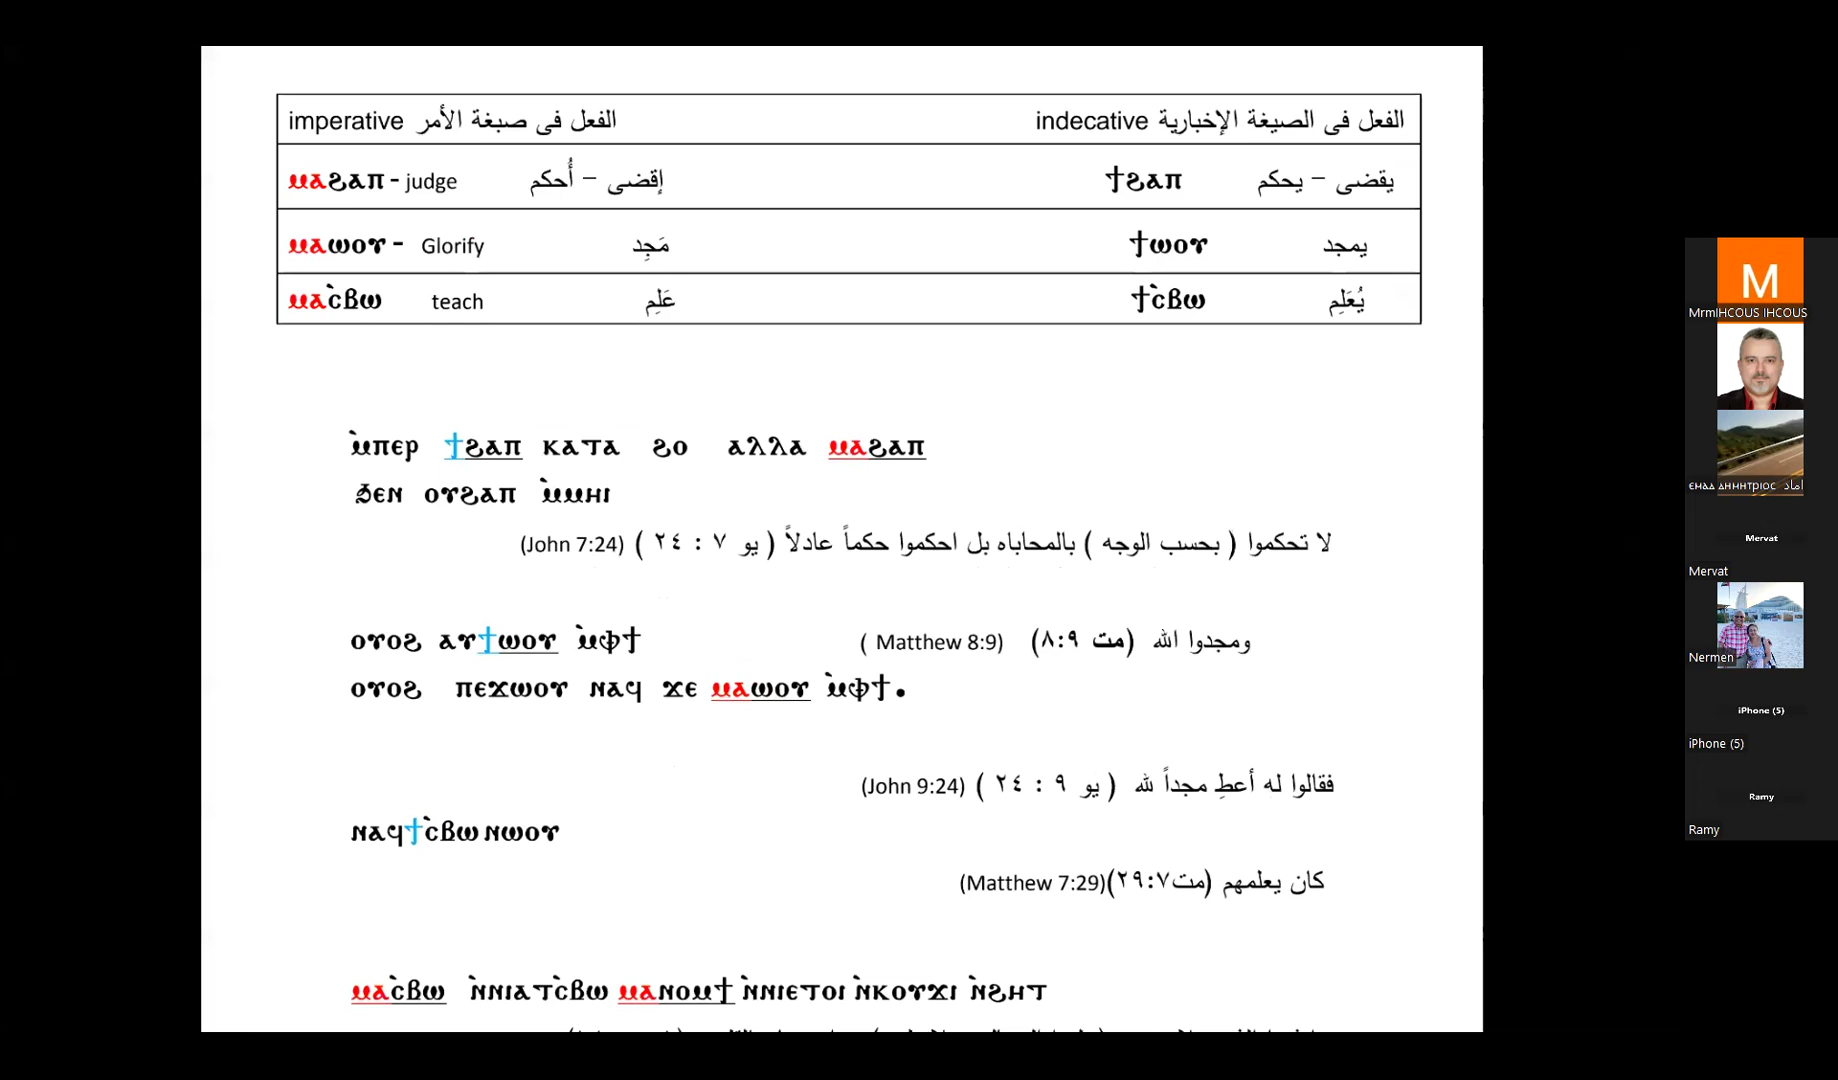 imperative الفعل فى صبغة الأمر	indecative الفعل فى الصيغة الإخبارية
ⲙⲁϩⲁⲡ - judge إقضى – أُحكم	ϯϩⲁⲡ يقضى – يحكم
ⲙⲁⲱⲟⲩ - Glorify مَجِد	ϯⲱⲟⲩ يمجد
ⲙⲁⲥ̀ⲃⲱ teach عَلِم	ϯⲥ̀ⲃⲱ يُعَلِم
ⲙ̀ⲡⲉⲣ ϯϩⲁⲡ ⲕⲁⲧⲁ ϩⲟ ⲁⲗⲗⲁ ⲙⲁϩⲁⲡ
ϧⲉⲛ ⲟⲩϩⲁⲡ ⲙ̀ⲙⲏⲓ
لا تحكموا ( بحسب الوجه ) بالمحاباه بل احكموا حكماً عادلاً ( يو ٧ : ٢٤ ) (John 7:24)
ⲟⲩⲟϩ ⲁⲩϯⲱⲟⲩ ⲙ̀ⲫϯ	ومجدوا الله (مت ٨:٩) ( Matthew 8:9)
ⲟⲩⲟϩ ⲡⲉϫⲱⲟⲩ ⲛⲁϥ ϫⲉ ⲙⲁⲱⲟⲩ ⲙ̀ⲫϯ.
فقالوا له أعطِ مجداً لله ( يو ٩ : ٢٤ ) (John 9:24)
ⲛⲁϥϯⲥ̀ⲃⲱ ⲛⲱⲟⲩ
كان يعلمهم (مت٢٩:٧)(Matthew 7:29)
ⲙⲁⲥ̀ⲃⲱ ⲛ̀ⲛⲓⲁⲧⲥ̀ⲃⲱ ⲙⲁⲛⲟⲙϯ ⲛ̀ⲛⲓⲉⲧⲟⲓ ⲛ̀ⲕⲟⲩϫⲓ ⲛ̀ϩⲏⲧ
M
MrmIHCOUS IHCOUS
Mervat
Mervat
Nermen
iPhone (5)
iPhone (5)
Ramy
Ramy